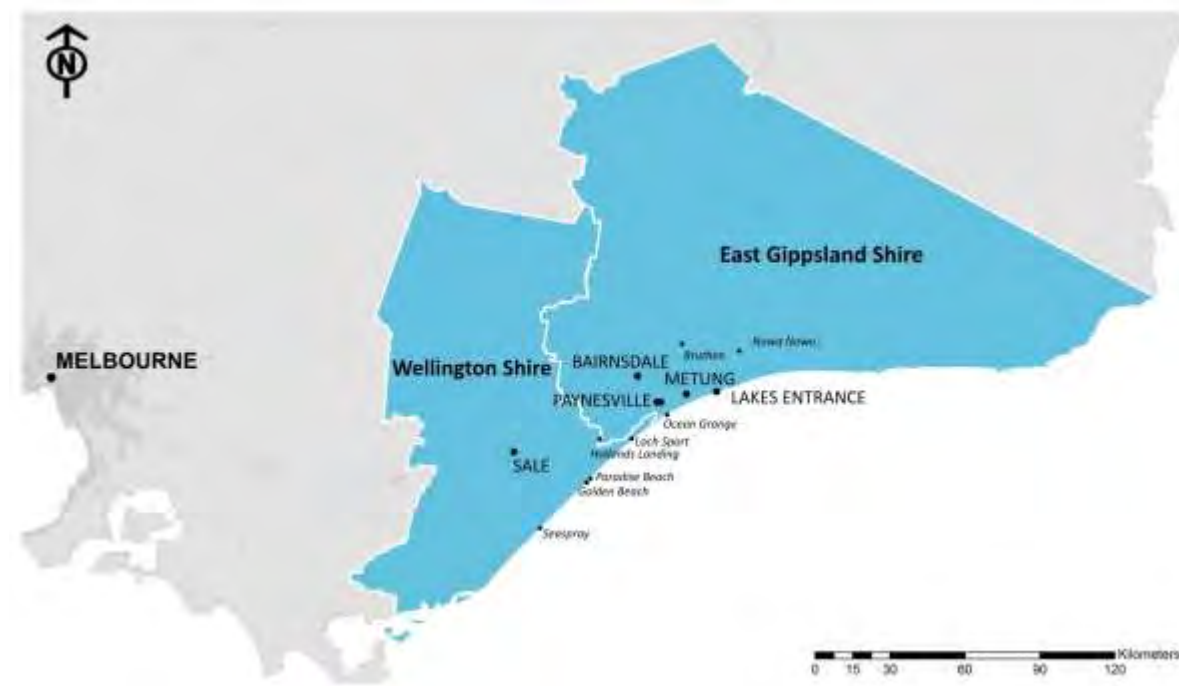 N
East Gippsland Shire
Nowa Nowa
Bruthen
MELBOURNE
Wellington Shire
BAIRNSDALE
METUNG
PAYNESVILLE
LAKES ENTRANCE
Ocean Grange
Loch Sport
Hollands Landing
SALE
Paradise Beach
Golden Beach
Seaspray
Kilometers
0 15 30 60 90 120